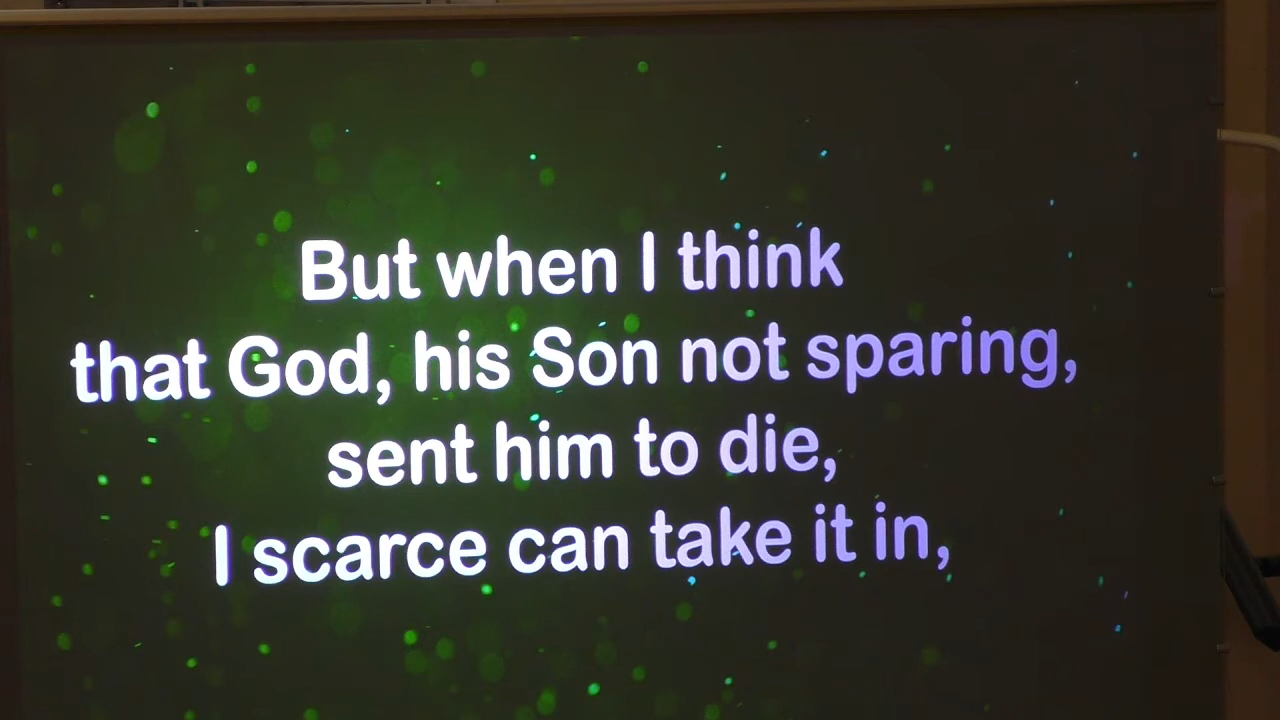 But when I think
that God, his Son not sparing,
sent him to die,
I scarce can take it in,